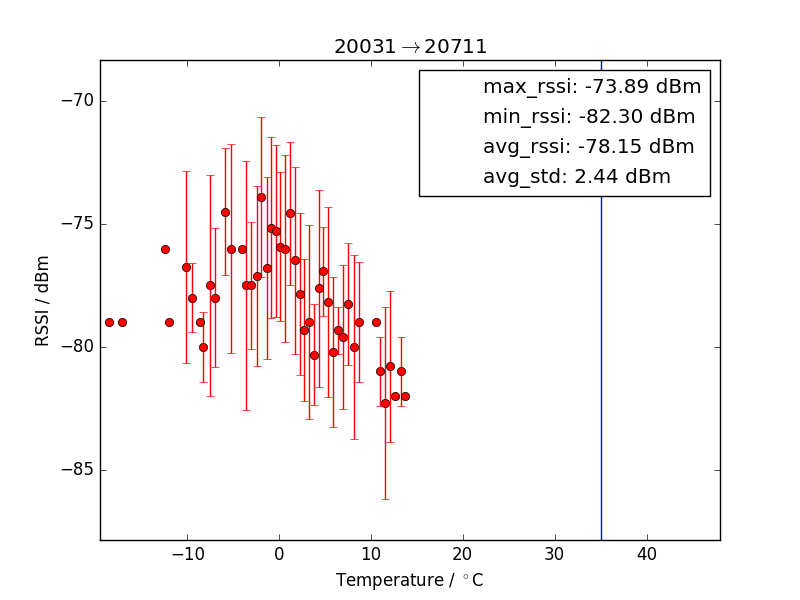 20031→20711
max_rssi: -73.89 dBm
min_rssi: -82.30 dBm
avg_rssi: -78.15 dBm
avg_std: 2.44 dBm
RSSI / dBm
−70
−75
−80
−85
−10 0 10 20 30 40
Temperature / °C